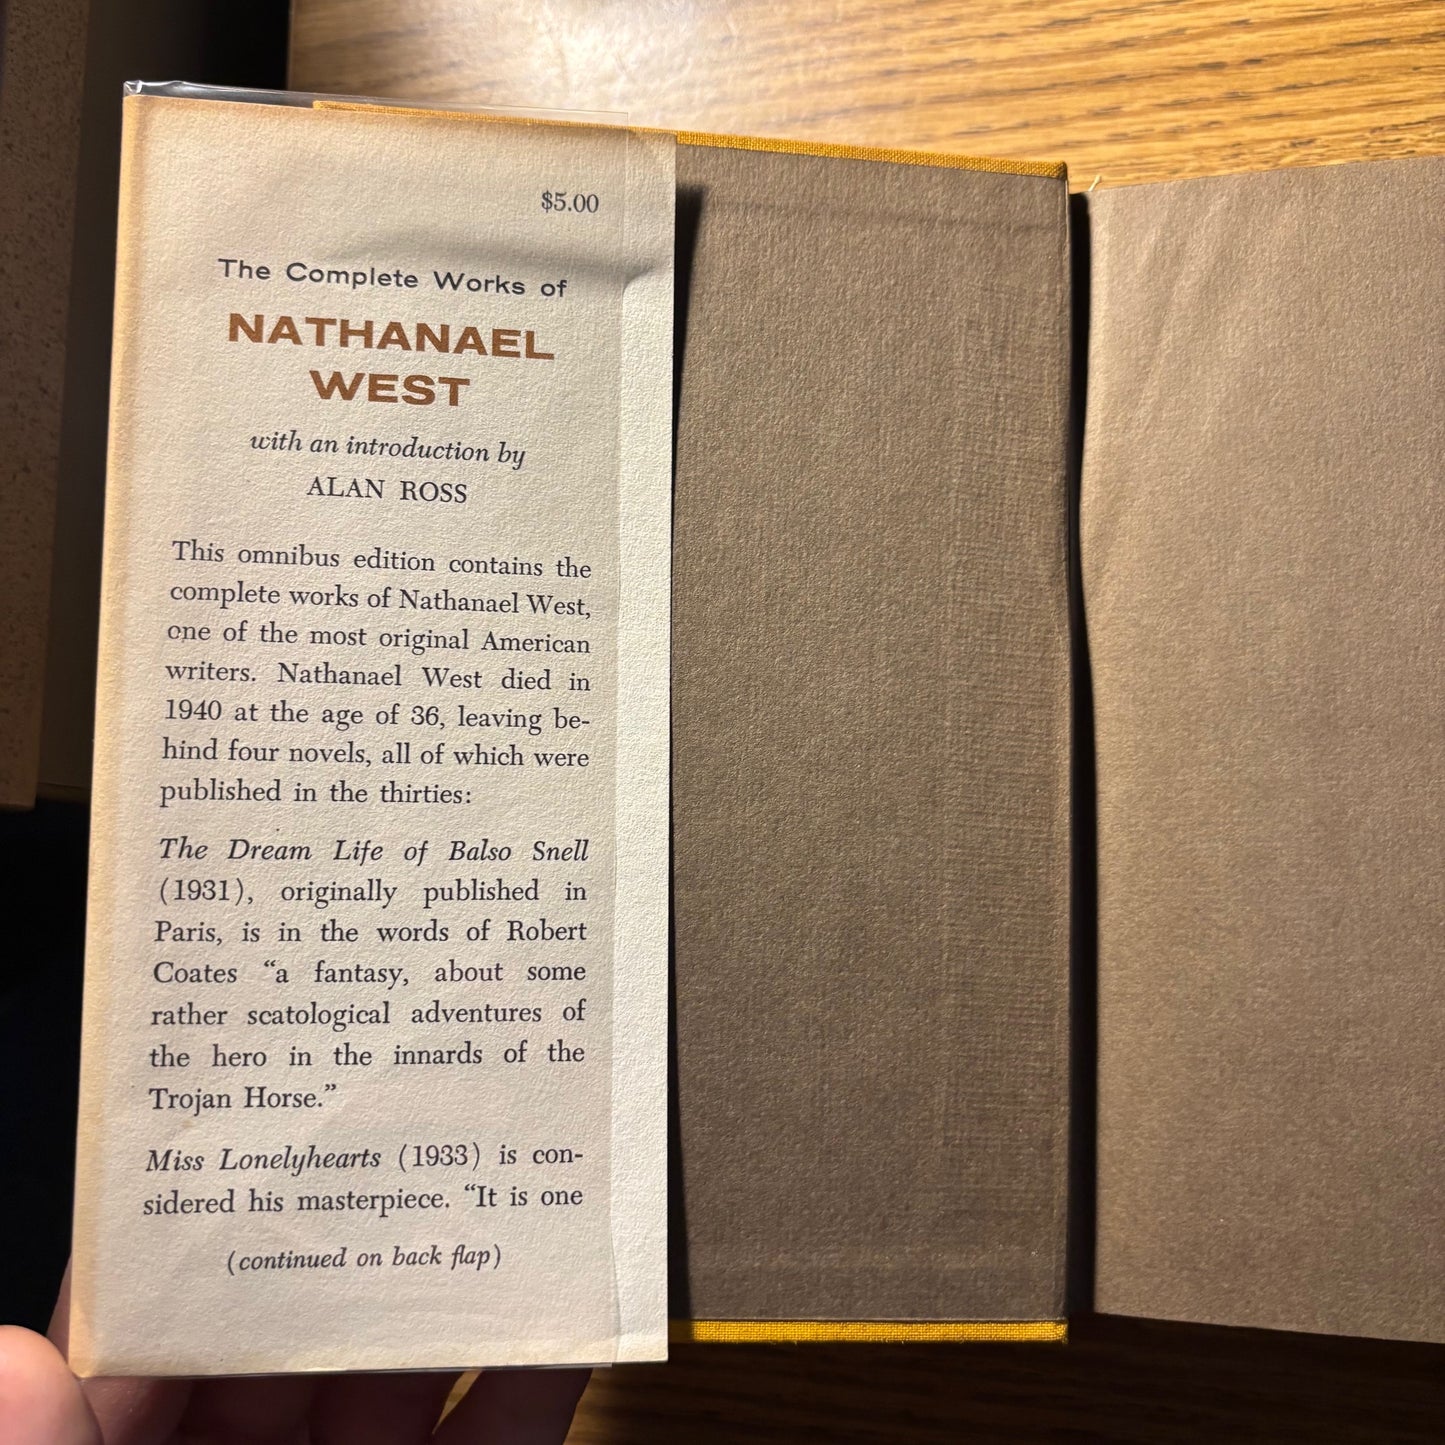 $5.00
The Complete Works of
NATHANAEL
WEST
with an introduction by
ALAN ROSS
This omnibus edition contains the
complete works of Nathanael West,
one of the most original American
writers. Nathanael West died in
1940 at the age of 36, leaving be-
hind four novels, all of which were
published in the thirties:
The Dream Life of Balso Snell
(1931), originally published in
Paris, is in the words of Robert
Coates “a fantasy, about some
rather scatological adventures of
the hero in the innards of the
Trojan Horse.”
Miss Lonelyhearts (1933) is con-
sidered his masterpiece. “It is one
(continued on back flap)